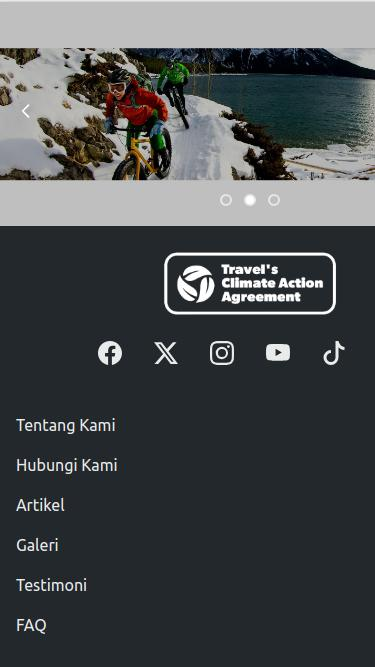 Travel's
Climate Action
Agreement
Tentang Kami
Hubungi Kami
Artikel
Galeri
Testimoni
FAQ